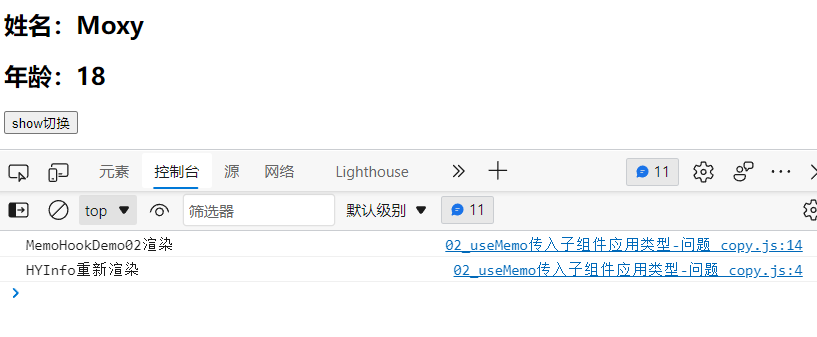 姓名：Moxy
年龄：18
show切换
元素 控制台 源 网络 Lighthouse 11
top 筛选器 默认级别 11
MemoHookDemo02渲染 02_useMemo传入子组件应用类型-问题 copy.js:14
HYInfo重新渲染 02_useMemo传入子组件应用类型-问题 copy.js:4